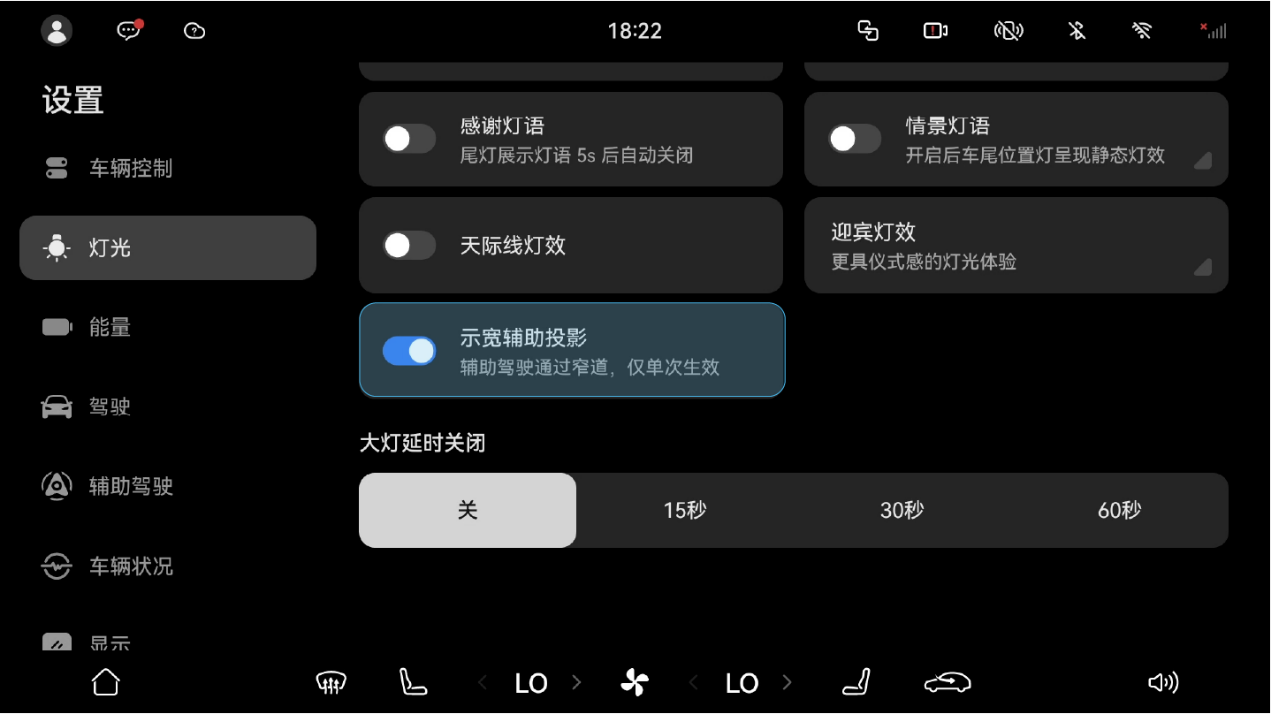 18:22
设置
车辆控制
灯光
能量
驾驶
辅助驾驶
车辆状况
显示
感谢灯语
尾灯展示灯语 5s 后自动关闭
情景灯语
开启后车尾位置灯呈现静态灯效
天际线灯效
迎宾灯效
更具仪式感的灯光体验
示宽辅助投影
辅助驾驶通过窄道，仅单次生效
大灯延时关闭
关 15秒 30秒 60秒
LO LO